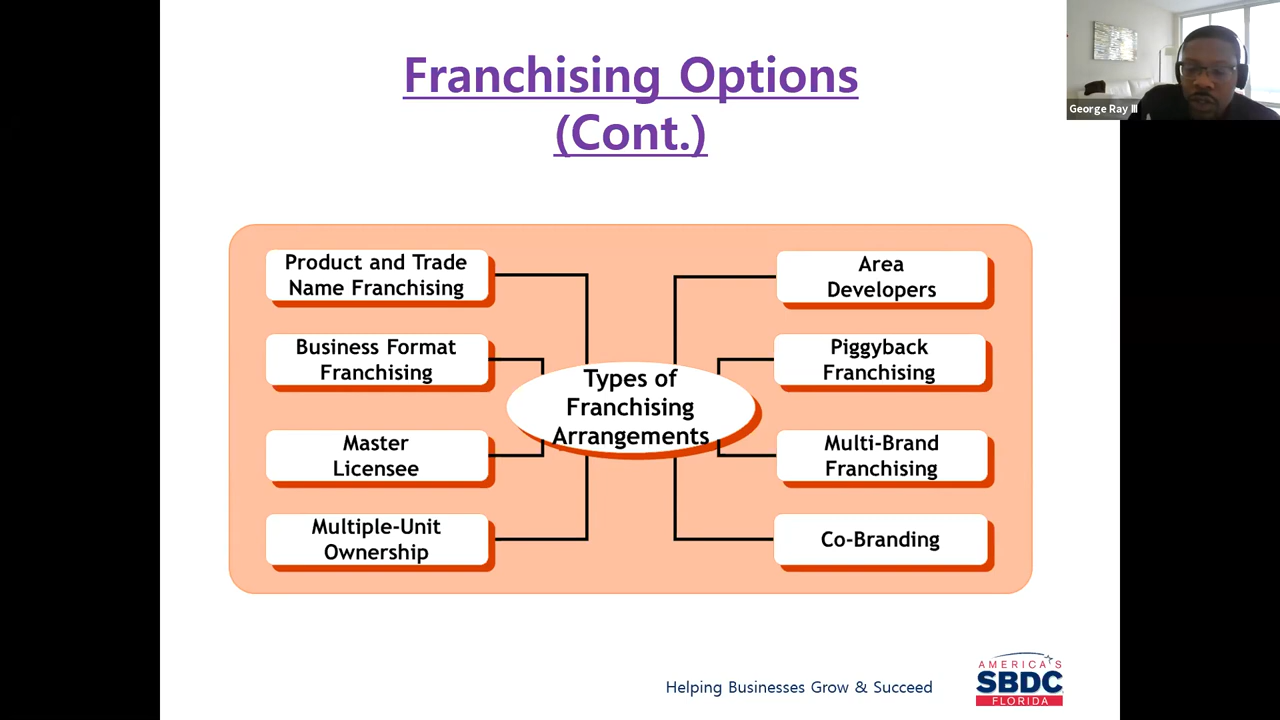 Franchising Options
(Cont.)
George Ray III
Product and Trade
Name Franchising
Business Format
Franchising
Master
Licensee
Multiple-Unit
Ownership
Types of
Franchising
Arrangements
Area
Developers
Piggyback
Franchising
Multi-Brand
Franchising
Co-Branding
Helping Businesses Grow & Succeed
AMERICA'S
SBDC
FLORIDA